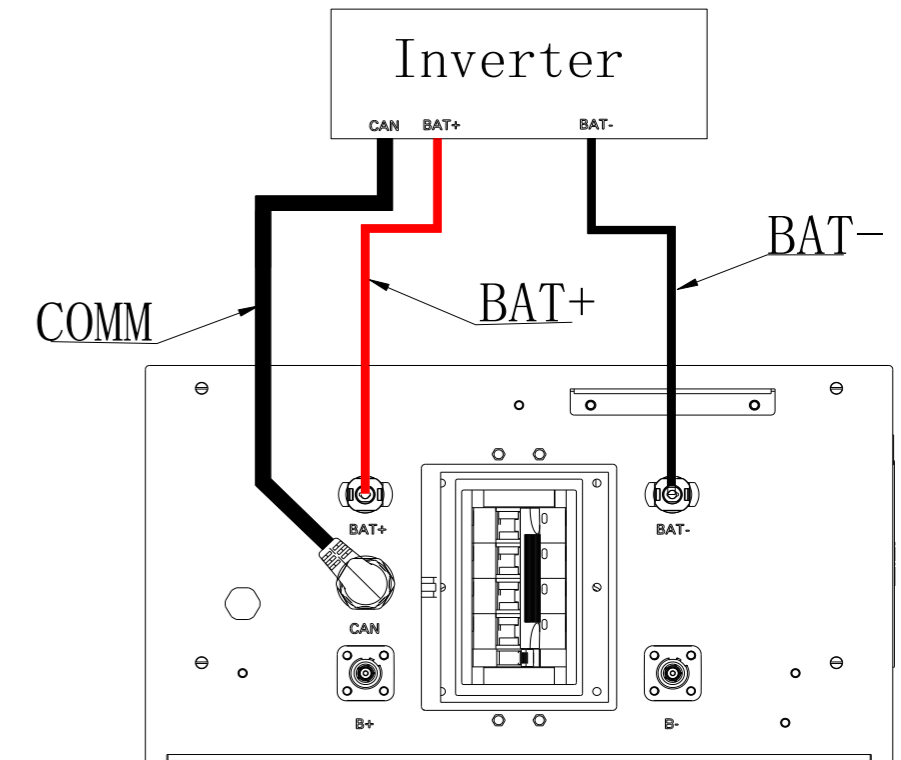 Inverter
CAN BAT+ BAT-
BAT-
BAT+
COMM
BAT+ BAT-
CAN
B+ B-